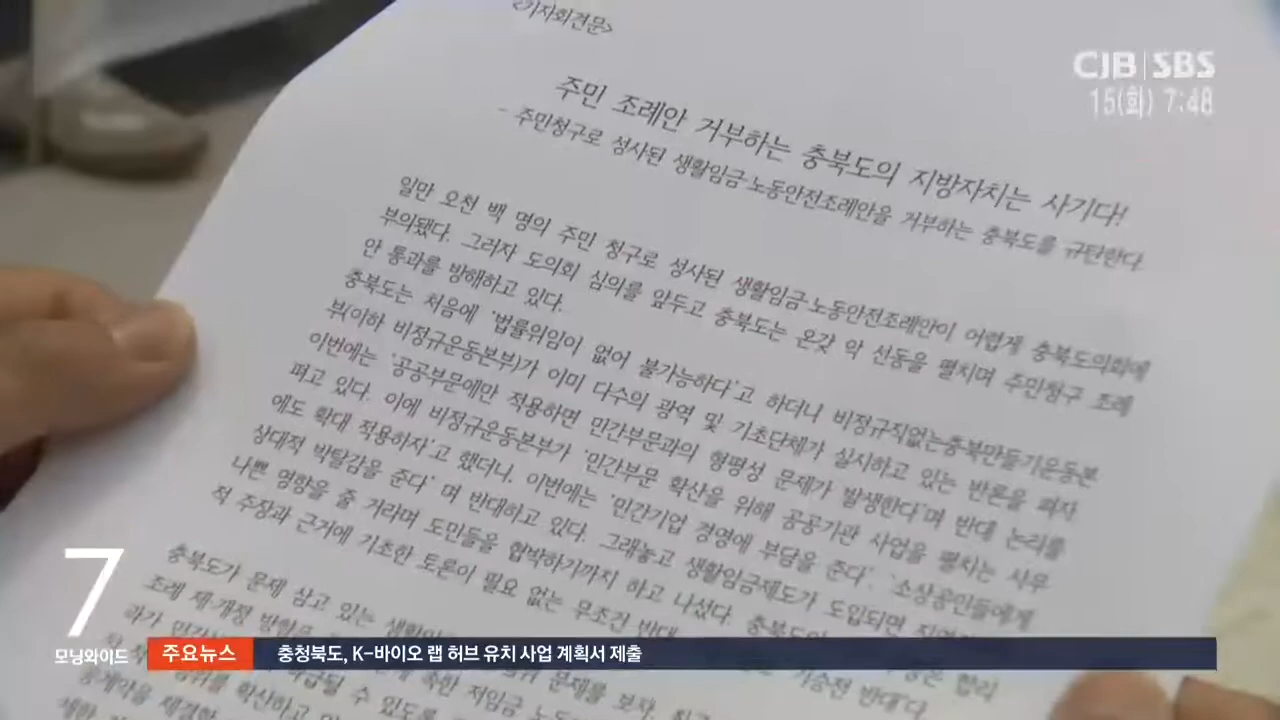 <기자회견문>
CJB SBS
15(화) 7:48
주민 조례안 거부하는 충북도의 지방자치는 사기다!
- 주민청구로 성사된 생활임금·노동안전조례안을 거부하는 충북도를 규탄한다
일만 오천 백 명의 주민 청구로 성사된 생활임금·노동안전조례안이 어렵게 충북도의회에
부의됐다. 그러자 도의회 심의를 앞두고 충북도는 온갖 악 선동을 펼치며 주민청구 조례
안 통과를 방해하고 있다.
충북도는 처음에 '법률위임이 없어 불가능하다'고 하더니 비정규직없는충북만들기운동본
부(이하 비정규운동본부)가 이미 다수의 광역 및 기초단체가 실시하고 있는 반론을 펴자
이번에는 '공공부문에만 적용하면 민간부문과의 형평성 문제가 발생한다'며 반대 논리를
펴고 있다. 이에 비정규운동본부가 '민간부문 확산을 위해 공공기관 사업을 펼치는 사무
에도 확대 적용하자'고 했더니, 이번에는 '민간기업 경영에 부담을 준다', '소상공인들에게
상대적 박탈감을 준다' 며 반대하고 있다. 그래놓고 생활임금제도가 도입되면
나쁜 영향을 줄 거라며 도민들을 협박하기까지 하고 나섰다.
적 주장과 근거에 기초한 토론이 필요 없는 무조건 반대
충북도가 문제 삼고 있는 문제를 보자.
7
모닝와이드
주요뉴스
충청북도, K-바이오 랩 허브 유치 사업 계획서 제출